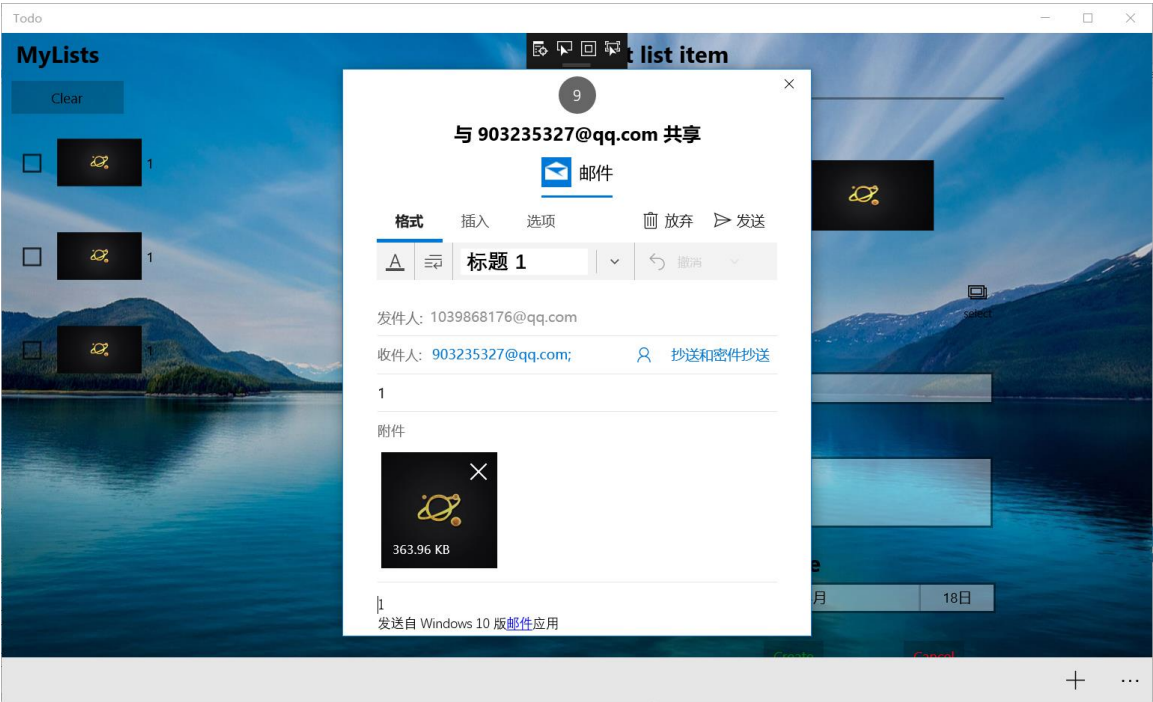 Todo
MyLists
t list item
Clear
9
与 903235327@qq.com 共享
邮件
格式 插入 选项 放弃 发送
A 标题 1 撤消
发件人: 1039868176@qq.com
收件人: 903235327@qq.com; 抄送和密件抄送
1
附件
363.96 KB
1
发送自 Windows 10 版邮件应用
1
1
1
select
e
月 18日
Create Cancel